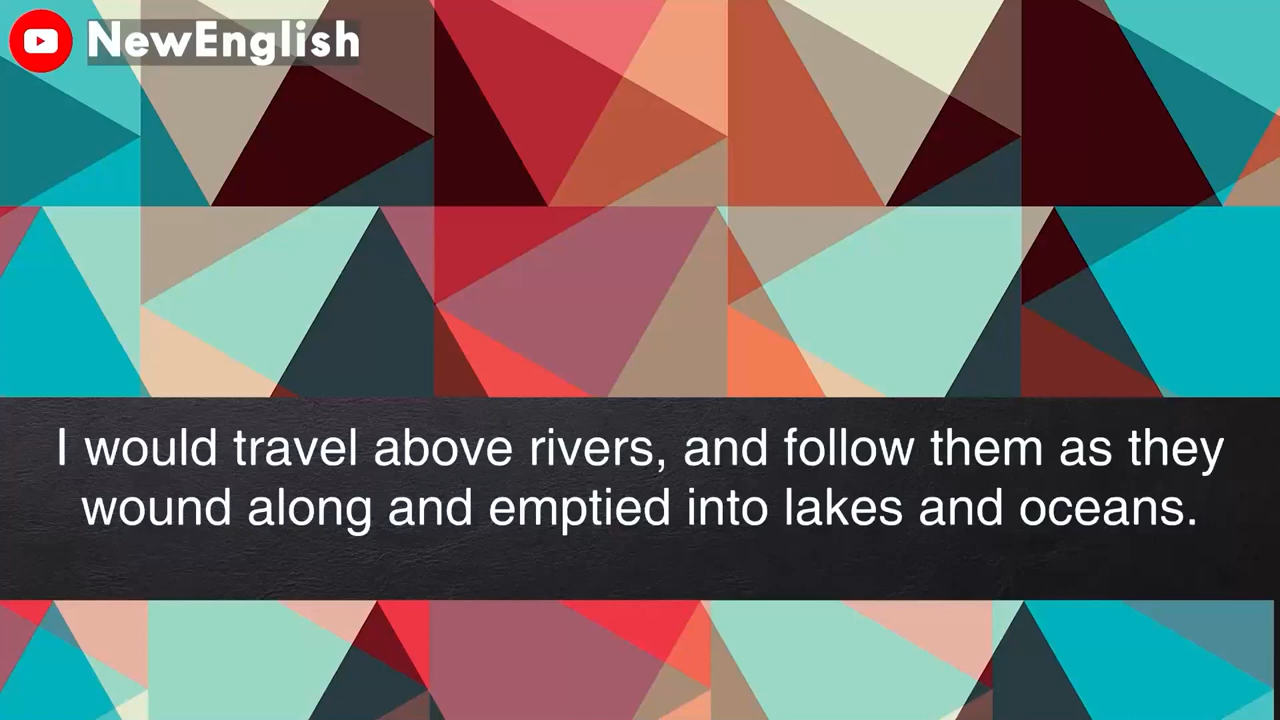 NewEnglish
I would travel above rivers, and follow them as they
wound along and emptied into lakes and oceans.